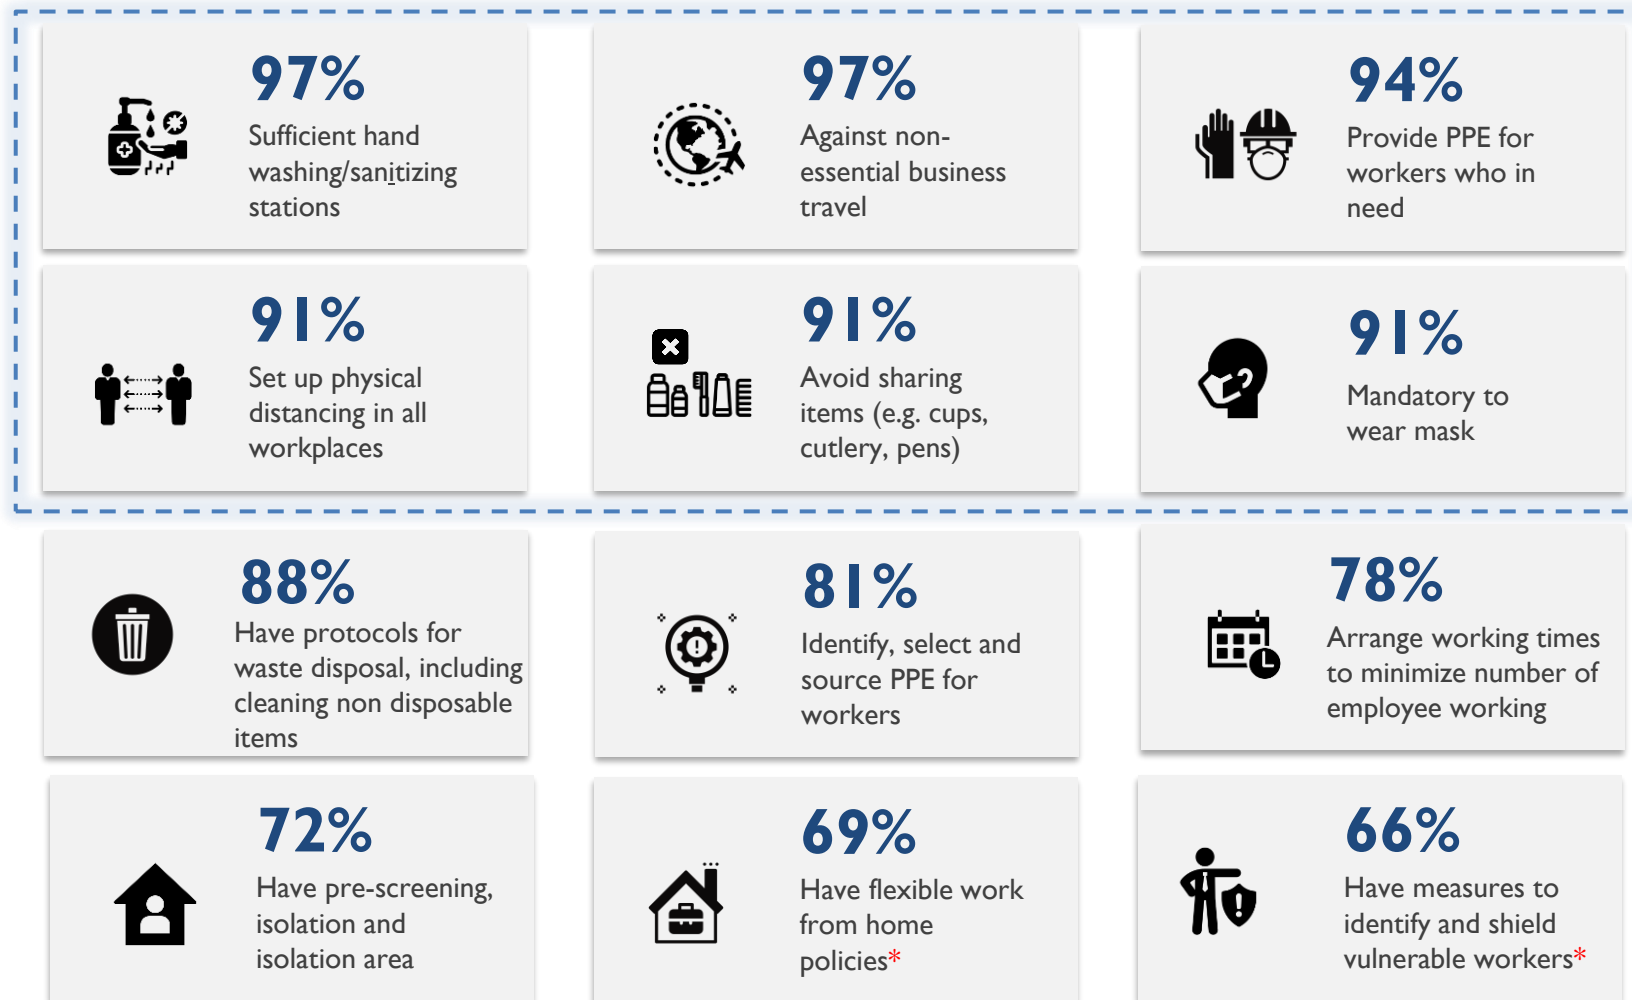 97%
Sufficient hand
washing/sanitizing
stations
97%
Against non-
essential business
travel
94%
Provide PPE for
workers who in
need
91%
Set up physical
distancing in all
workplaces
91%
Avoid sharing
items (e.g. cups,
cutlery, pens)
91%
Mandatory to
wear mask
88%
Have protocols for
waste disposal, including
cleaning non disposable
items
81%
Identify, select and
source PPE for
workers
78%
Arrange working times
to minimize number of
employee working
72%
Have pre-screening,
isolation and
isolation area
69%
Have flexible work
from home
policies*
66%
Have measures to
identify and shield
vulnerable workers*